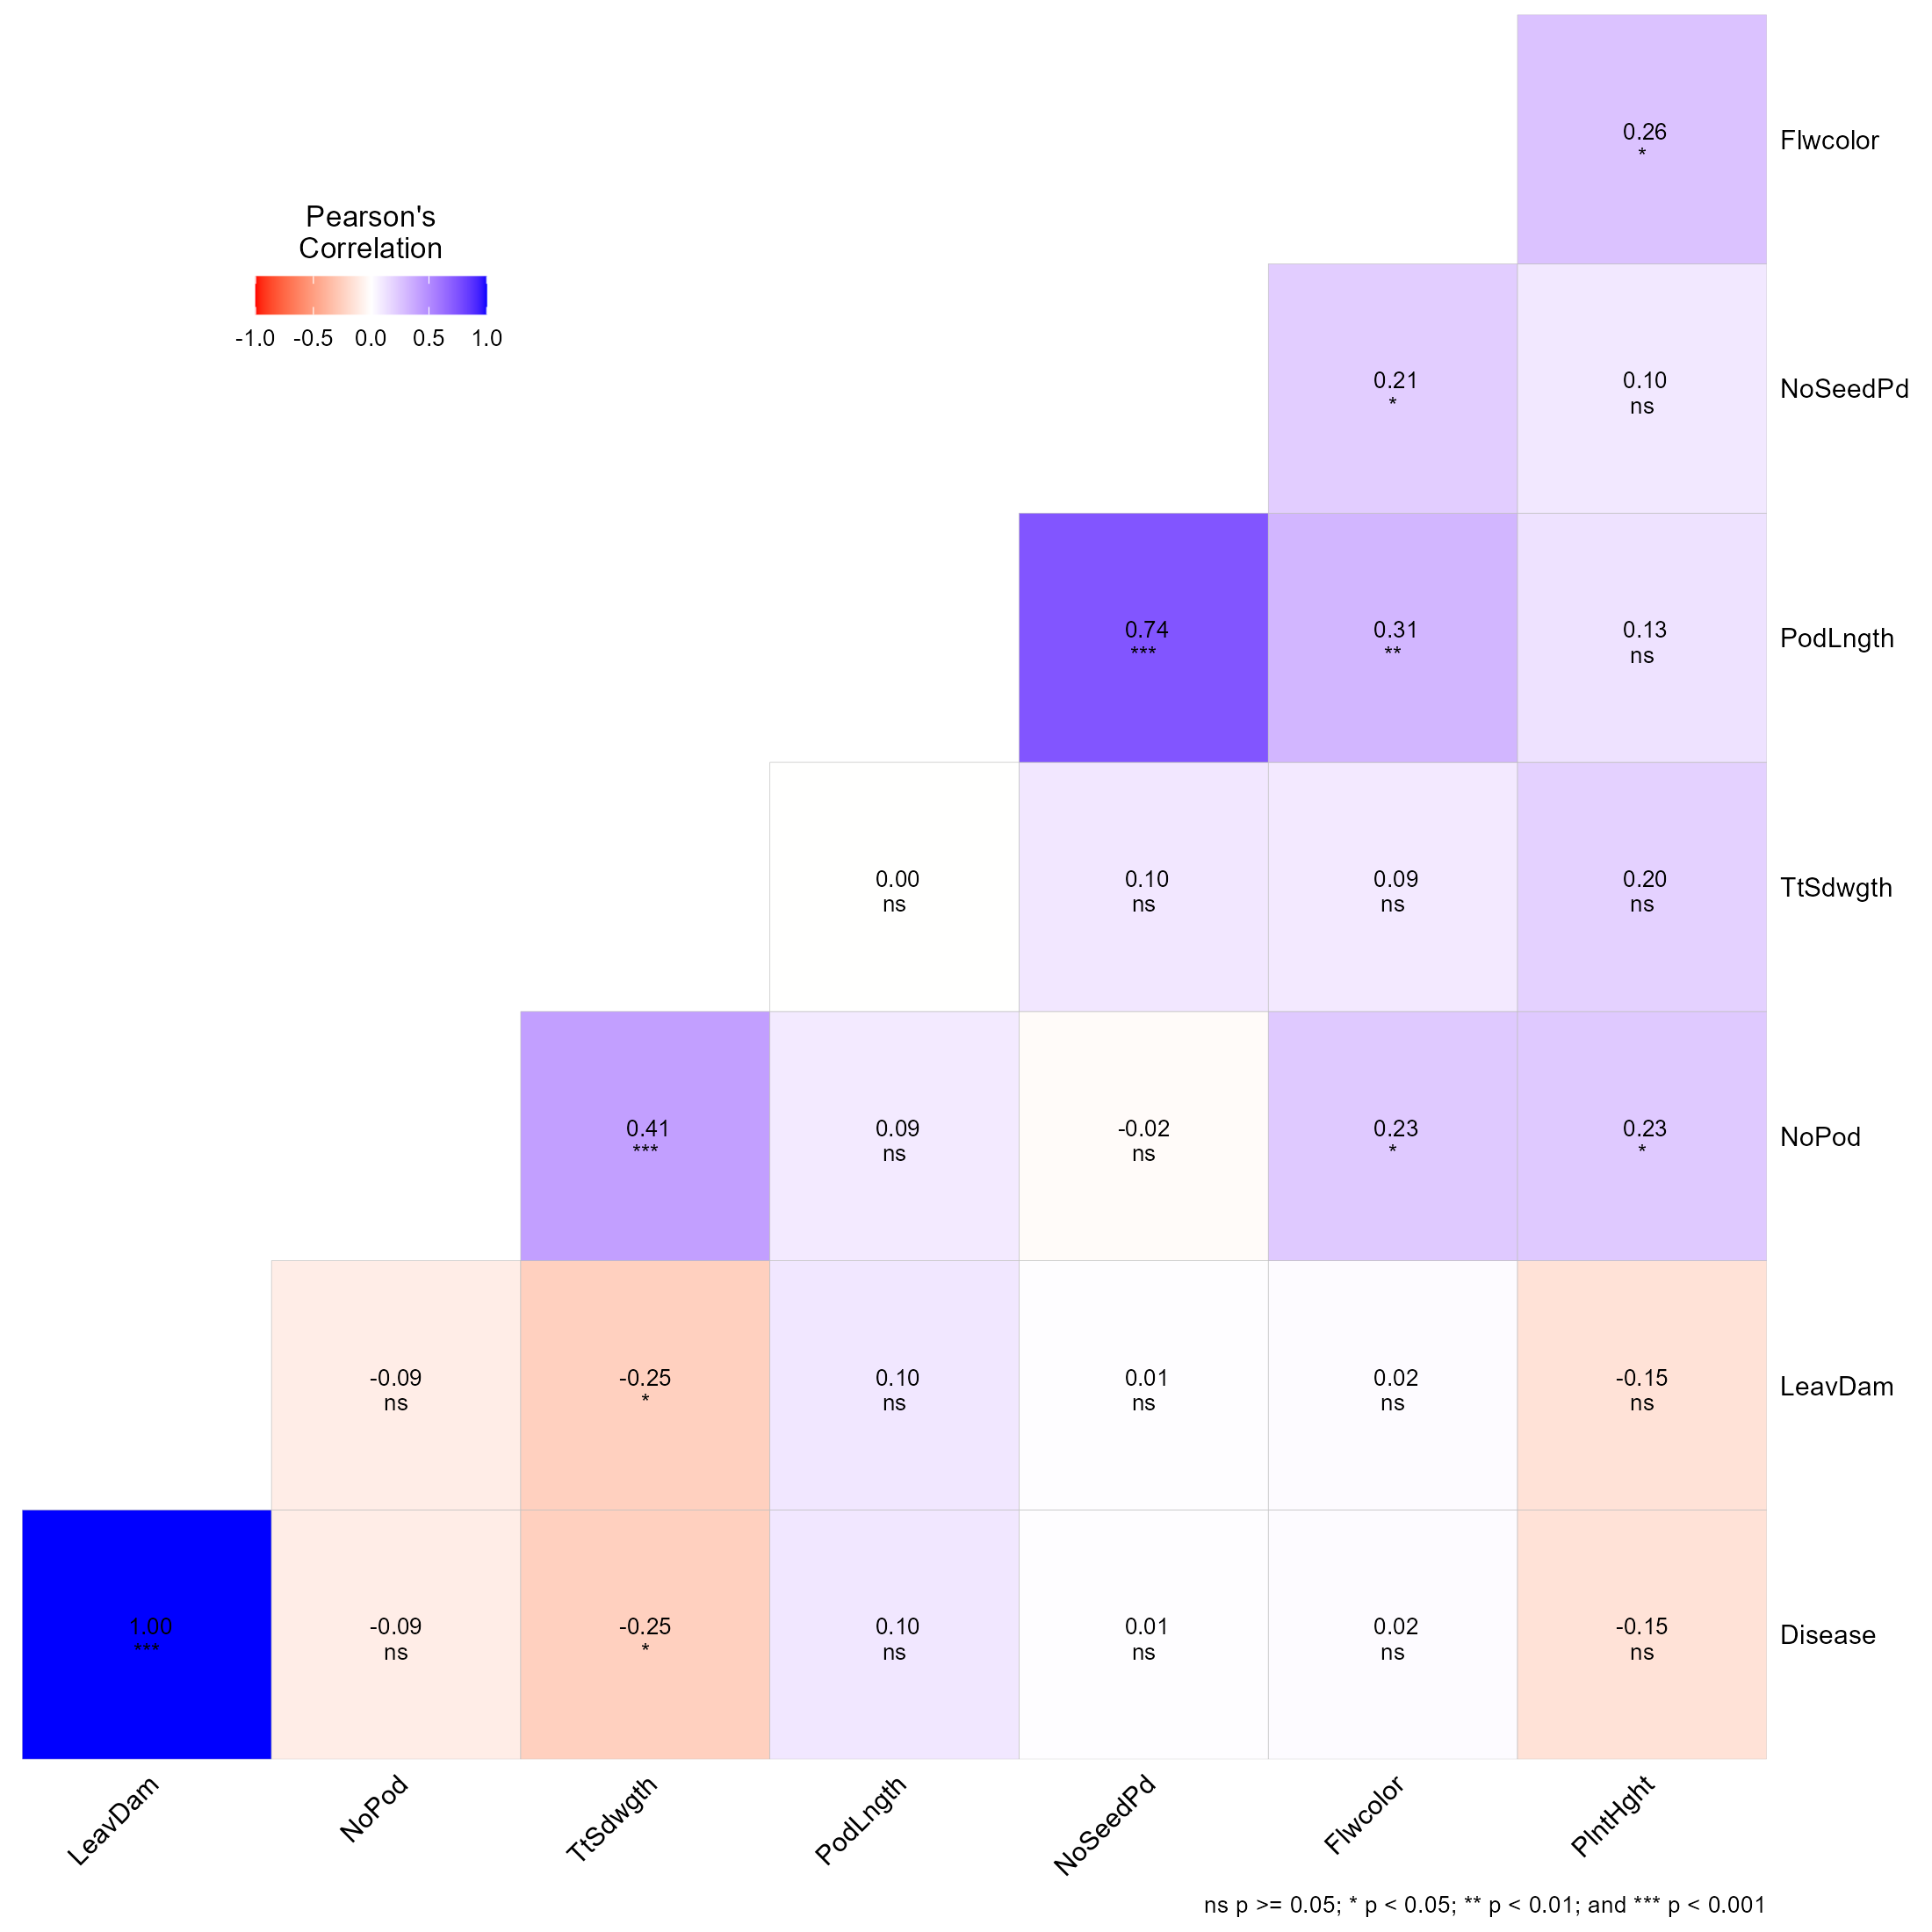 0.26
*
Flwcolor
Pearson's
Correlation
-1.0 -0.5 0.0 0.5 1.0
0.21 0.10
* ns
NoSeedPd
0.74 0.31 0.13
*** ** ns
PodLngth
0.00 0.10 0.09 0.20
ns ns ns ns
TtSdwgth
0.41 0.09 -0.02 0.23 0.23
*** ns ns * *
NoPod
-0.09 -0.25 0.10 0.01 0.02 -0.15
ns * ns ns ns ns
LeavDam
1.00 -0.09 -0.25 0.10 0.01 0.02 -0.15
*** ns * ns ns ns ns
Disease
LeavDam NoPod TtSdwgth PodLngth NoSeedPd Flwcolor PlntHght
ns p >= 0.05; * p < 0.05; ** p < 0.01; and *** p < 0.001